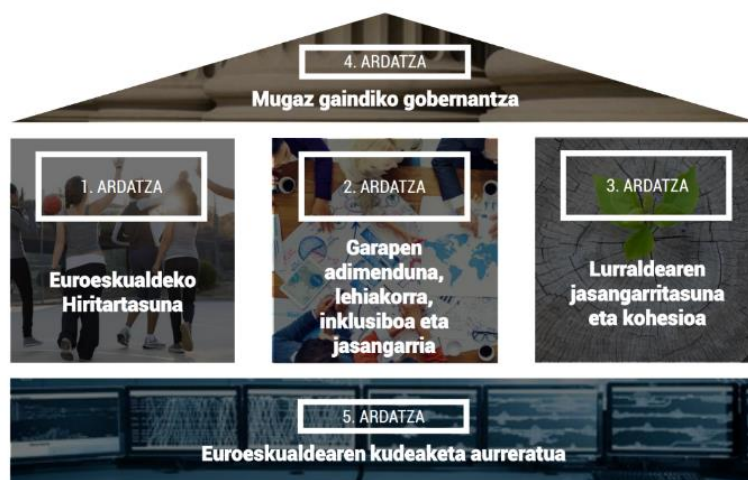 4. ARDATZA
Mugaz gaindiko gobernantza
1. ARDATZA
Euroeskualdeko
Hiritartasuna
2. ARDATZA
Garapen
adimenduna,
lehiakorra,
inklusiboa eta
jasangarria
3. ARDATZA
Lurraldearen
jasangarritasuna
eta kohesioa
5. ARDATZA
Euroeskualdearen kudeaketa aurreratua